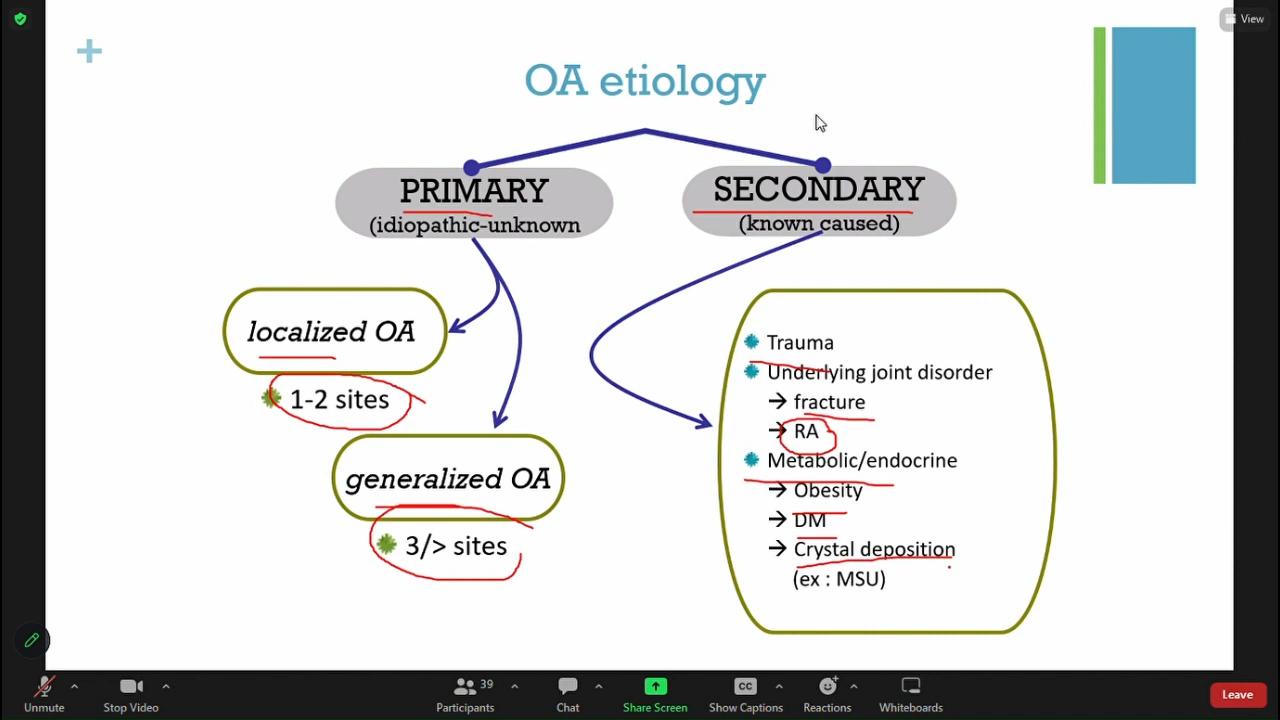 View
+
OA etiology
PRIMARY
(idiopathic-unknown
SECONDARY
(known caused)
localized OA
1-2 sites
generalized OA
3/> sites
Trauma
Underlying joint disorder
→ fracture
→ RA
Metabolic/endocrine
→ Obesity
→ DM
→ Crystal deposition
(ex : MSU)
Unmute
Stop Video
39
Participants
Chat
Share Screen
CC
Show Captions
Reactions
Whiteboards
Leave